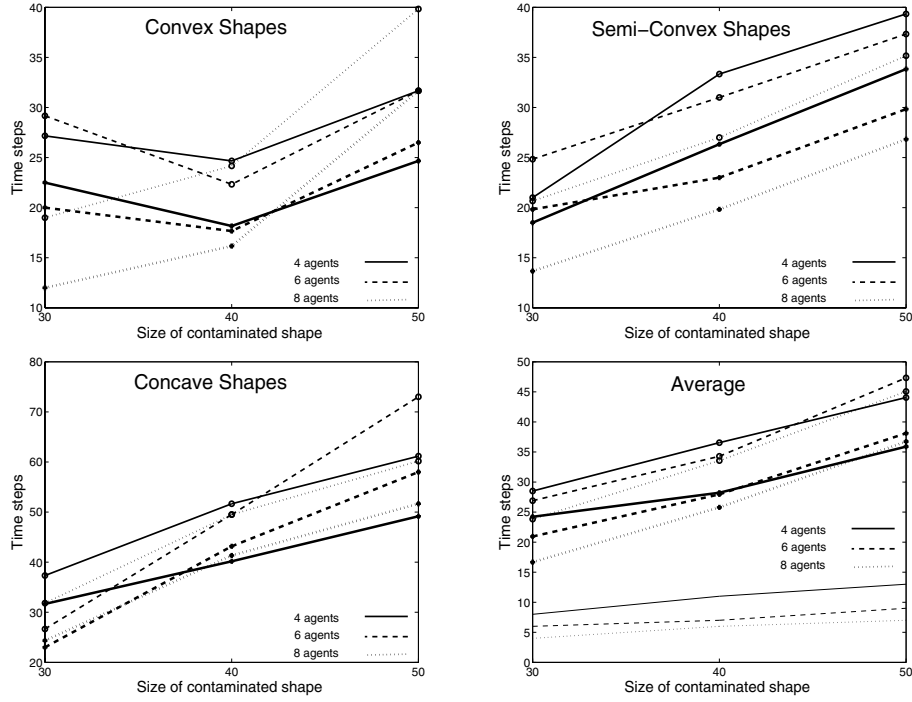 Convex Shapes
40
35
30
25
20
15
10
Time steps
4 agents
6 agents
8 agents
30
40
50
Size of contaminated shape
Semi-Convex Shapes
40
35
30
25
20
15
10
Time steps
4 agents
6 agents
8 agents
30
40
50
Size of contaminated shape
Concave Shapes
80
70
60
50
40
30
20
Time steps
4 agents
6 agents
8 agents
30
40
50
Size of contaminated shape
Average
50
45
40
35
30
25
20
15
10
5
0
Time steps
4 agents
6 agents
8 agents
30
40
50
Size of contaminated shape